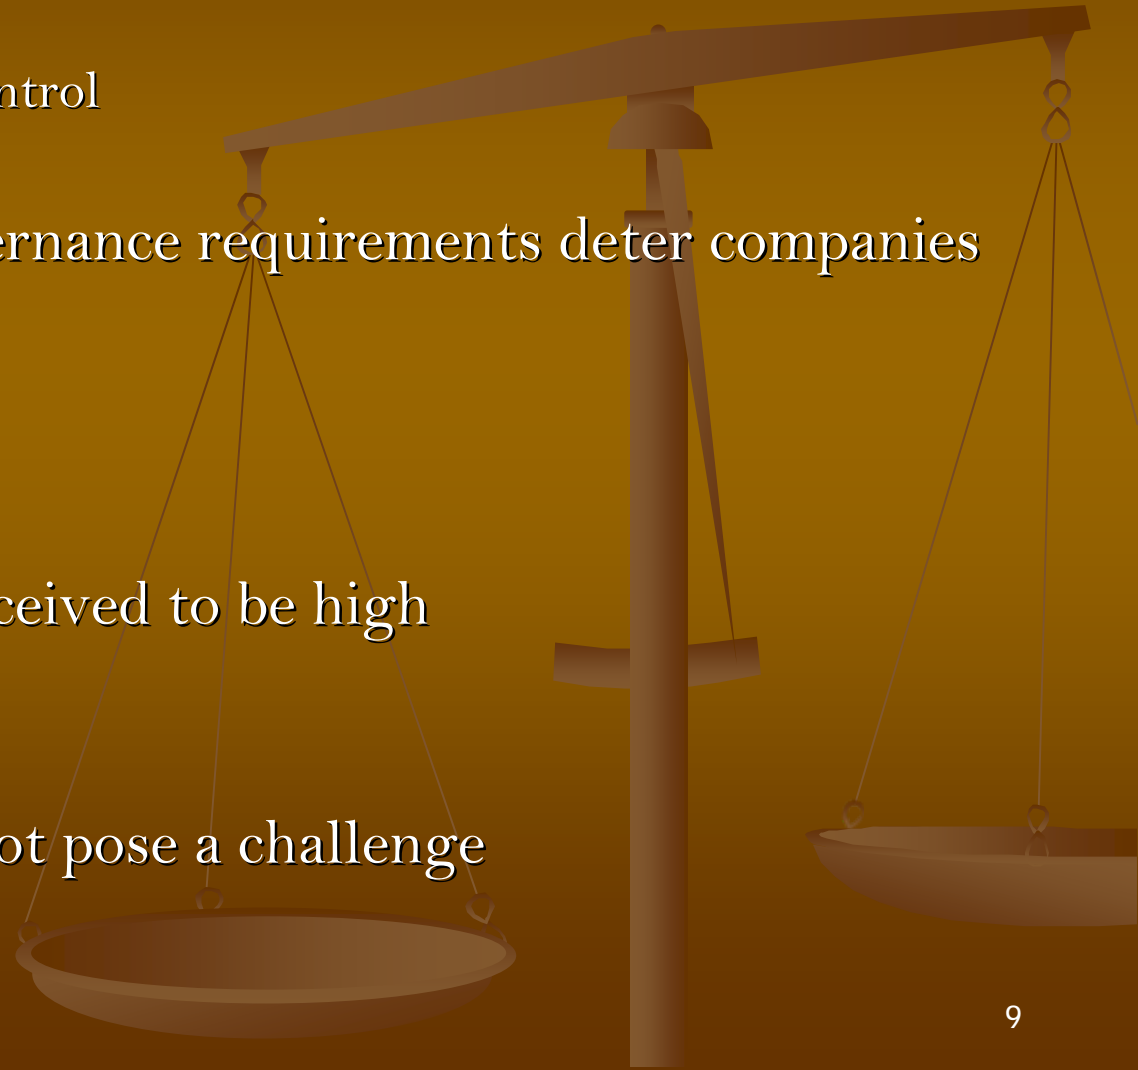 ntrol
ernance requirements deter companies
ceived to be high
ot pose a challenge
9